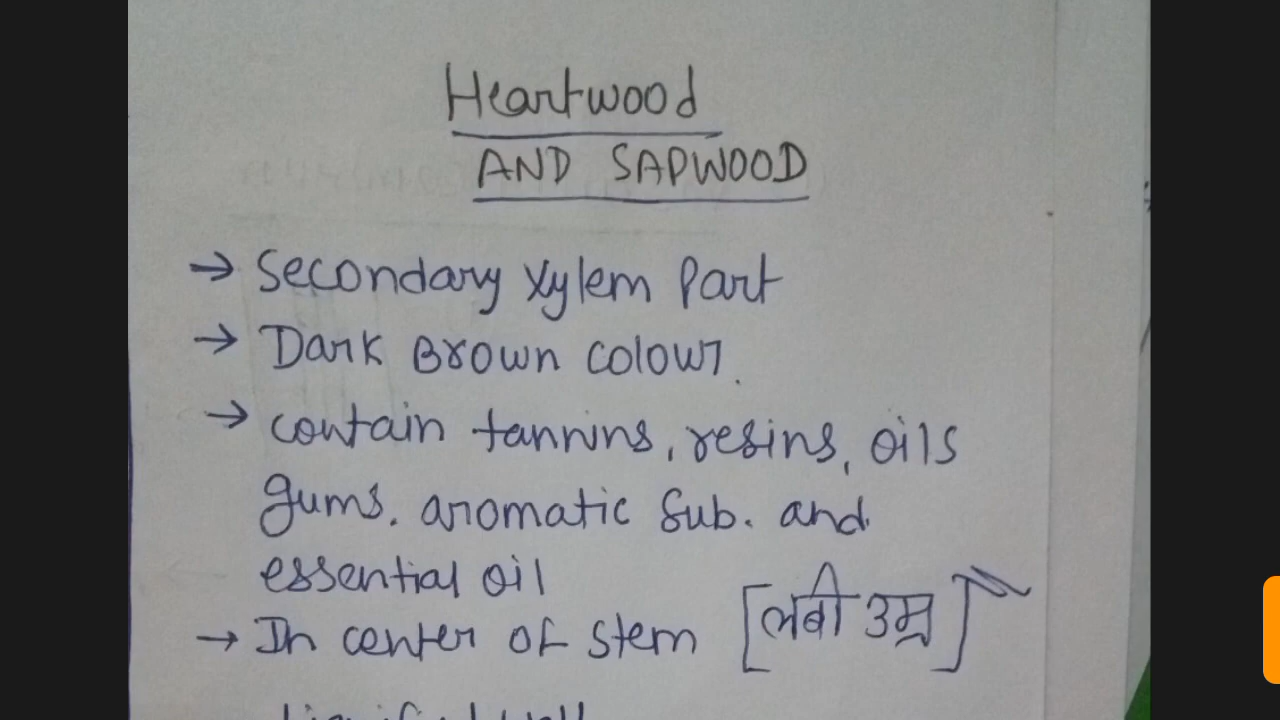 Heartwood
AND SAPWOOD
→ Secondary xylem part
→ Dark Brown colour.
→ contain tannins, resins, oils
gums. aromatic sub. and
essential oil
→ In center of stem [लबी उम्र]